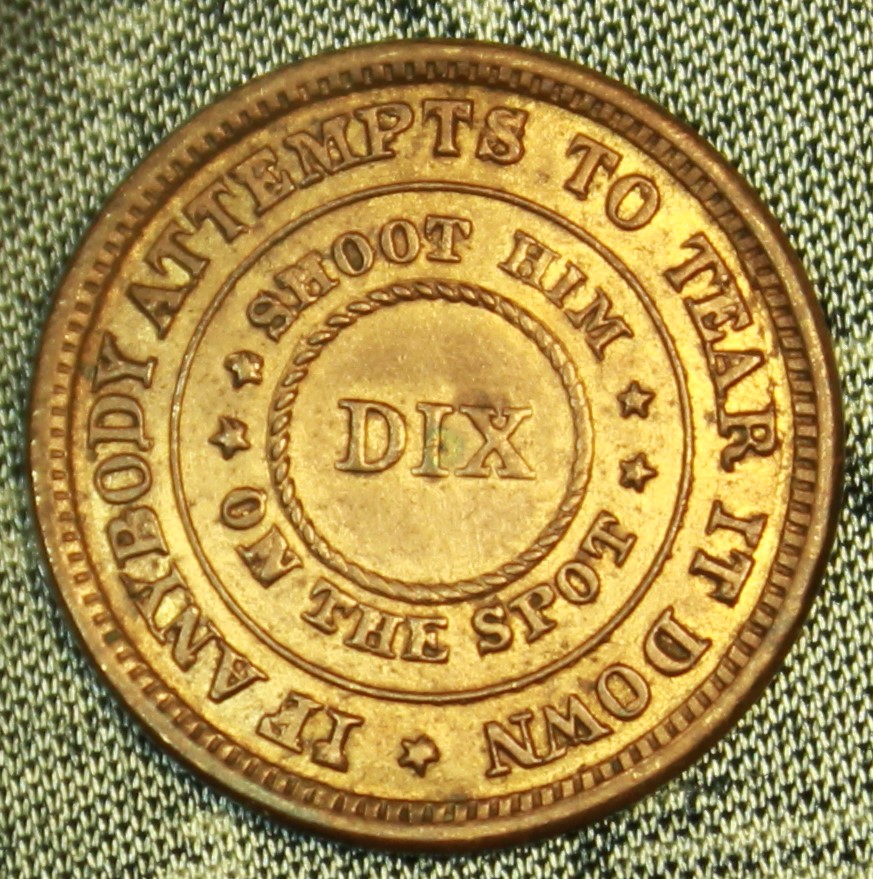 IF ANYBODY ATTEMPTS TO TEAR IT DOWN
SHOOT HIM
ON THE SPOT
DIX